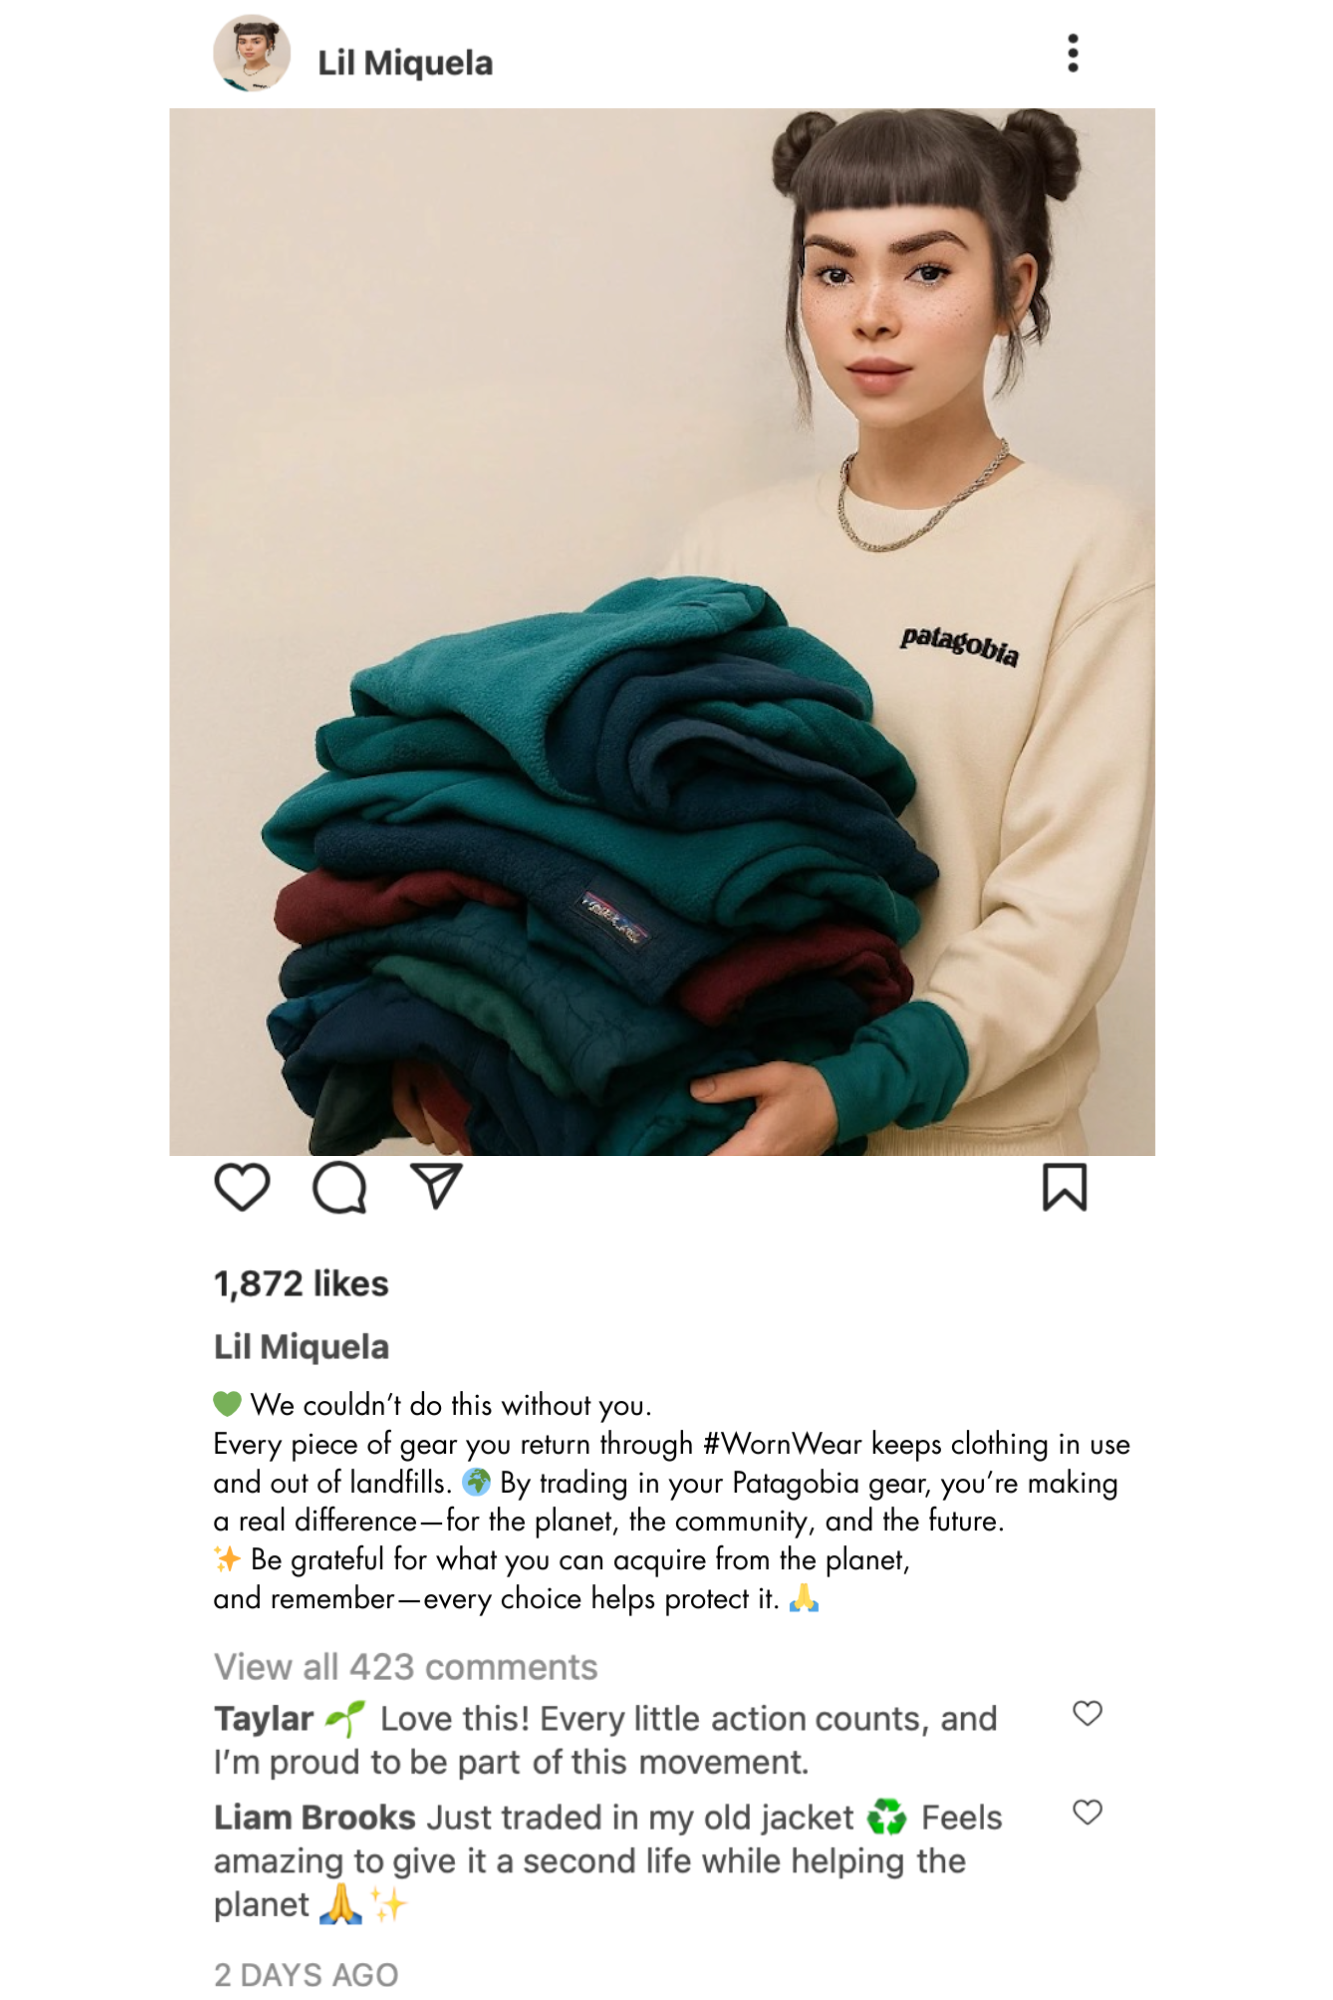 Lil Miquela
patagobia
1,872 likes
Lil Miquela
💚 We couldn't do this without you.
Every piece of gear you return through #WornWear keeps clothing in use
and out of landfills. 🌍 By trading in your Patagobia gear, you're making
a real difference—for the planet, the community, and the future.
✨ Be grateful for what you can acquire from the planet,
and remember—every choice helps protect it. 🙏
View all 423 comments
Taylar 🌱 Love this! Every little action counts, and
I'm proud to be part of this movement.
Liam Brooks Just traded in my old jacket ♻️ Feels
amazing to give it a second life while helping the
planet 🙏✨
2 DAYS AGO